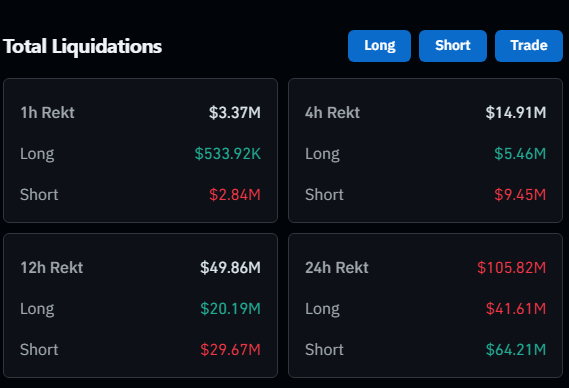 Total Liquidations Long Short Trade
1h Rekt $3.37M
Long $533.92K
Short $2.84M
4h Rekt $14.91M
Long $5.46M
Short $9.45M
12h Rekt $49.86M
Long $20.19M
Short $29.67M
24h Rekt $105.82M
Long $41.61M
Short $64.21M